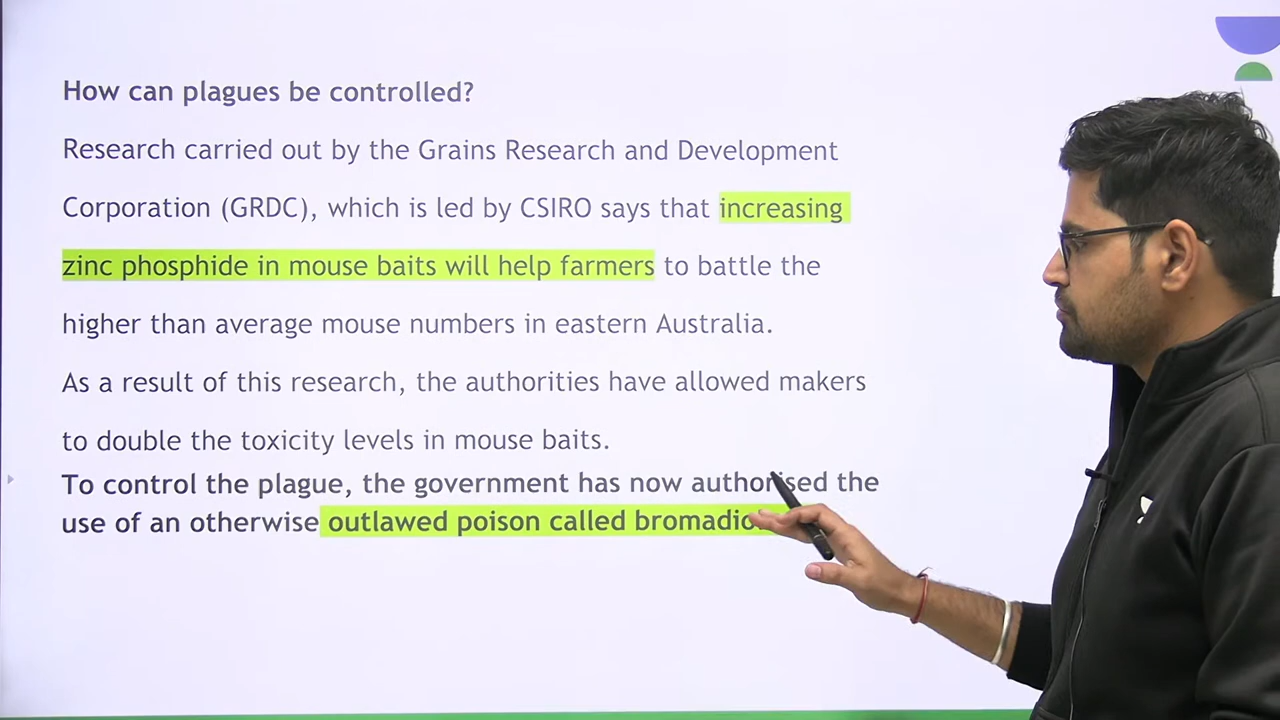 How can plagues be controlled?
Research carried out by the Grains Research and Development
Corporation (GRDC), which is led by CSIRO says that increasing
zinc phosphide in mouse baits will help farmers to battle the
higher than average mouse numbers in eastern Australia.
As a result of this research, the authorities have allowed makers
to double the toxicity levels in mouse baits.
To control the plague, the government has now authorised the
use of an otherwise outlawed poison called